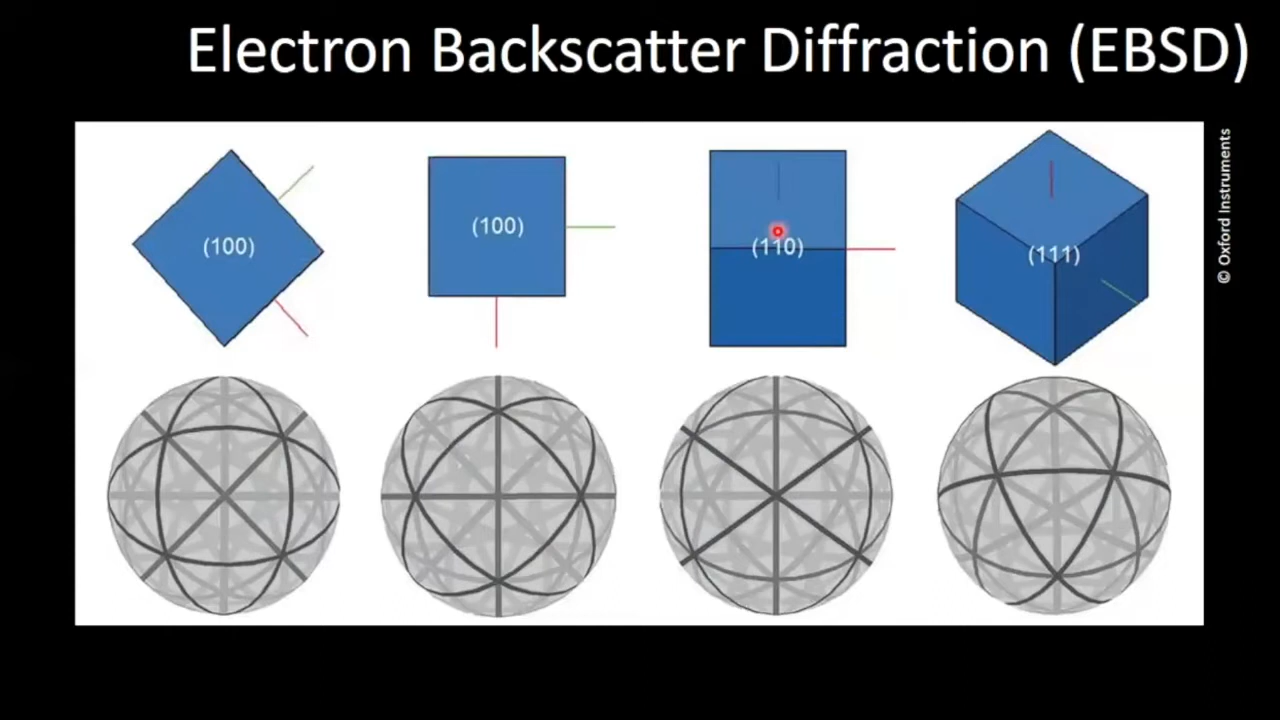 Electron Backscatter Diffraction (EBSD)
(100)
(100)
(110)
(111)
© Oxford Instruments